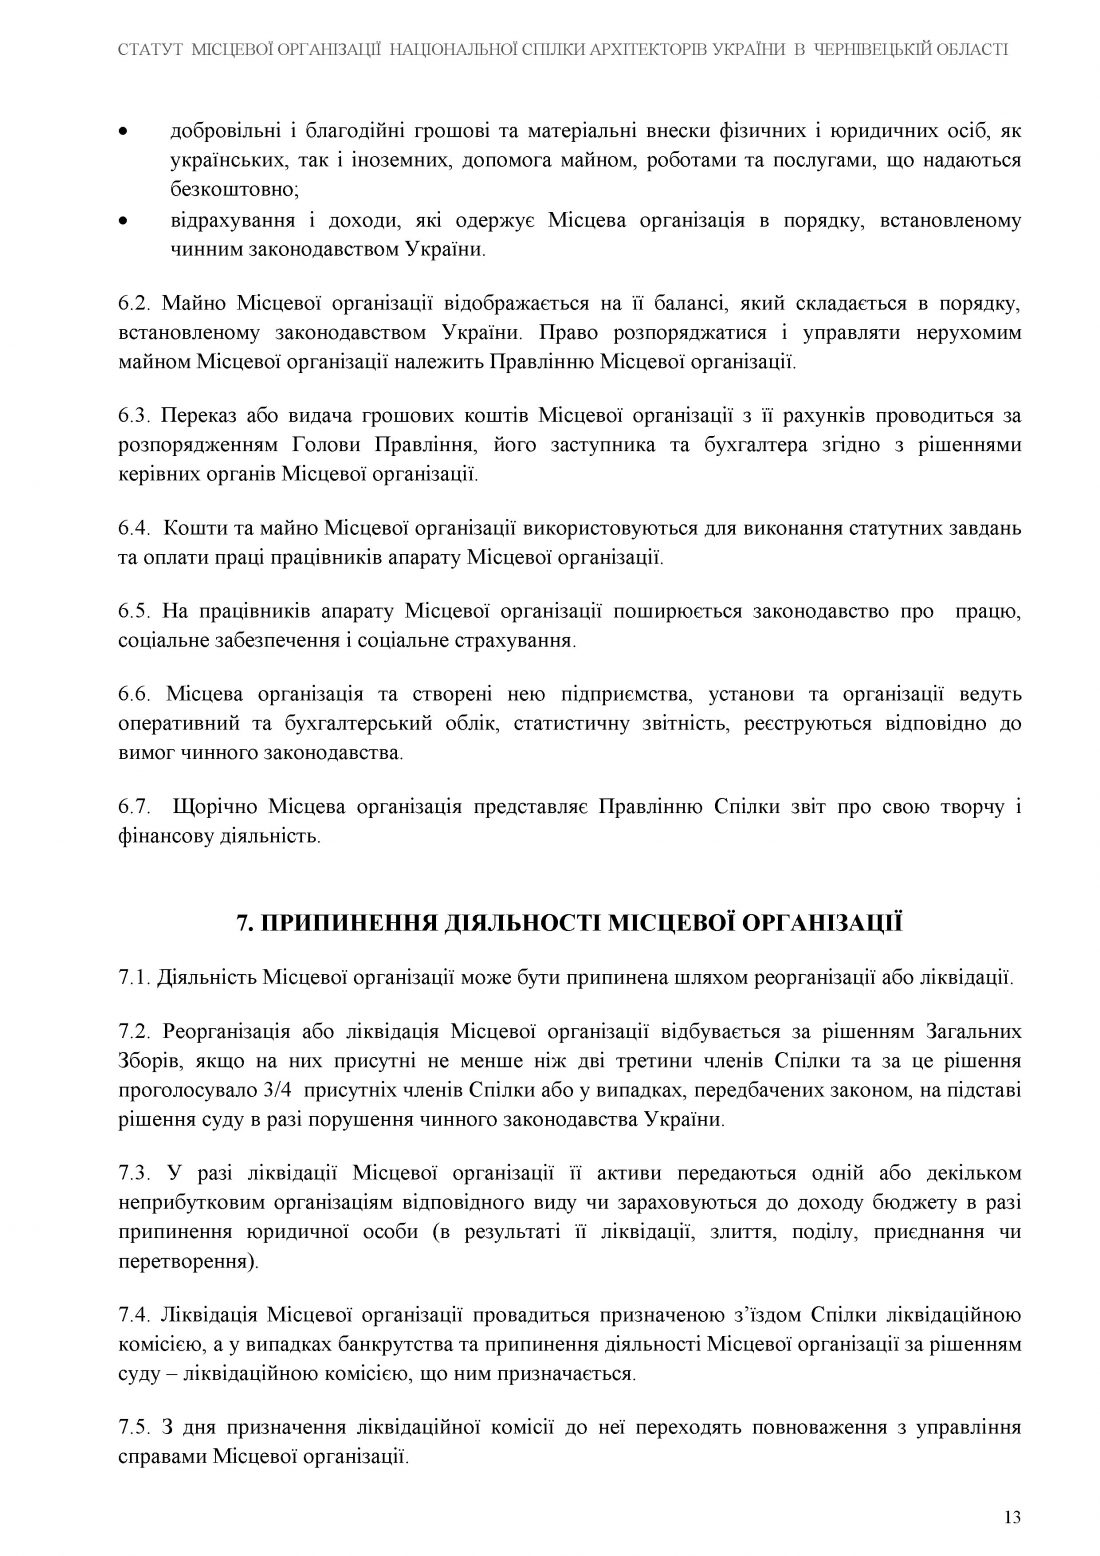 СТАТУТ МІСЦЕВОЇ ОРГАНІЗАЦІЇ НАЦІОНАЛЬНОЇ СПІЛКИ АРХІТЕКТОРІВ УКРАЇНИ В ЧЕРНІВЕЦЬКІЙ ОБЛАСТІ
• добровільні і благодійні грошові та матеріальні внески фізичних і юридичних осіб, як
українських, так і іноземних, допомога майном, роботами та послугами, що надаються
безкоштовно;
• відрахування і доходи, які одержує Місцева організація в порядку, встановленому
чинним законодавством України.
6.2. Майно Місцевої організації відображається на її балансі, який складається в порядку,
встановленому законодавством України. Право розпоряджатися і управляти нерухомим
майном Місцевої організації належить Правлінню Місцевої організації.
6.3. Переказ або видача грошових коштів Місцевої організації з її рахунків проводиться за
розпорядженням Голови Правління, його заступника та бухгалтера згідно з рішеннями
керівних органів Місцевої організації.
6.4. Кошти та майно Місцевої організації використовуються для виконання статутних завдань
та оплати праці працівників апарату Місцевої організації.
6.5. На працівників апарату Місцевої організації поширюється законодавство про працю,
соціальне забезпечення і соціальне страхування.
6.6. Місцева організація та створені нею підприємства, установи та організації ведуть
оперативний та бухгалтерський облік, статистичну звітність, реєструються відповідно до
вимог чинного законодавства.
6.7. Щорічно Місцева організація представляє Правлінню Спілки звіт про свою творчу і
фінансову діяльність.
7. ПРИПИНЕННЯ ДІЯЛЬНОСТІ МІСЦЕВОЇ ОРГАНІЗАЦІЇ
7.1. Діяльність Місцевої організації може бути припинена шляхом реорганізації або ліквідації.
7.2. Реорганізація або ліквідація Місцевої організації відбувається за рішенням Загальних
Зборів, якщо на них присутні не менше ніж дві третини членів Спілки та за це рішення
проголосувало 3/4 присутніх членів Спілки або у випадках, передбачених законом, на підставі
рішення суду в разі порушення чинного законодавства України.
7.3. У разі ліквідації Місцевої організації її активи передаються одній або декільком
неприбутковим організаціям відповідного виду чи зараховуються до доходу бюджету в разі
припинення юридичної особи (в результаті її ліквідації, злиття, поділу, приєднання чи
перетворення).
7.4. Ліквідація Місцевої організації провадиться призначеною з’їздом Спілки ліквідаційною
комісією, а у випадках банкрутства та припинення діяльності Місцевої організації за рішенням
суду – ліквідаційною комісією, що ним призначається.
7.5. З дня призначення ліквідаційної комісії до неї переходять повноваження з управління
справами Місцевої організації.
13